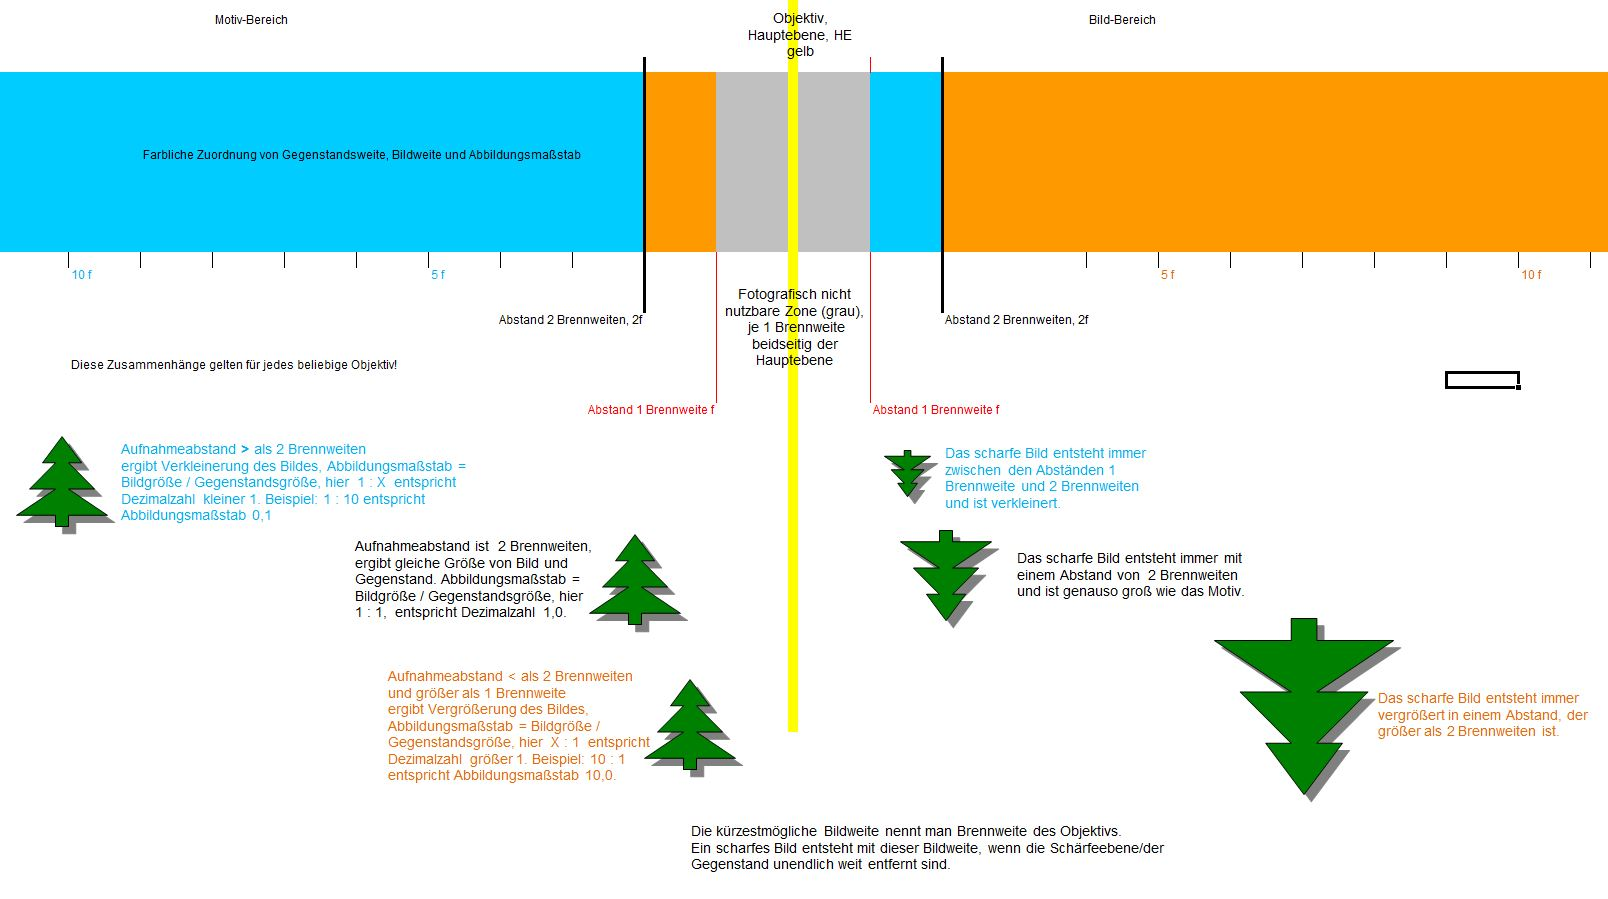 Motiv-Bereich
Objektiv,
Hauptebene, HE
gelb
Bild-Bereich
Farbliche Zuordnung von Gegenstandsweite, Bildweite und Abbildungsmaßstab
10 f
5 f
5 f
10 f
Abstand 2 Brennweiten, 2f
Fotografisch nicht
nutzbare Zone (grau),
je 1 Brennweite
beidseitig der
Hauptebene
Abstand 2 Brennweiten, 2f
Diese Zusammenhänge gelten für jedes beliebige Objektiv!
Abstand 1 Brennweite f
Abstand 1 Brennweite f
Aufnahmeabstand > als 2 Brennweiten
ergibt Verkleinerung des Bildes, Abbildungsmaßstab =
Bildgröße / Gegenstandsgröße, hier 1 : X entspricht
Dezimalzahl kleiner 1. Beispiel: 1 : 10 entspricht
Abbildungsmaßstab 0,1
Das scharfe Bild entsteht immer
zwischen den Abständen 1
Brennweite und 2 Brennweiten
und ist verkleinert.
Aufnahmeabstand ist 2 Brennweiten,
ergibt gleiche Größe von Bild und
Gegenstand. Abbildungsmaßstab =
Bildgröße / Gegenstandsgröße, hier
1 : 1, entspricht Dezimalzahl 1,0.
Das scharfe Bild entsteht immer mit
einem Abstand von 2 Brennweiten
und ist genauso groß wie das Motiv.
Aufnahmeabstand < als 2 Brennweiten
und größer als 1 Brennweite
ergibt Vergrößerung des Bildes,
Abbildungsmaßstab = Bildgröße /
Gegenstandsgröße, hier X : 1 entspricht
Dezimalzahl größer 1. Beispiel: 10 : 1
entspricht Abbildungsmaßstab 10,0.
Das scharfe Bild entsteht immer
vergrößert in einem Abstand, der
größer als 2 Brennweiten ist.
Die kürzestmögliche Bildweite nennt man Brennweite des Objektivs.
Ein scharfes Bild entsteht mit dieser Bildweite, wenn die Schärfeebene/der
Gegenstand unendlich weit entfernt sind.